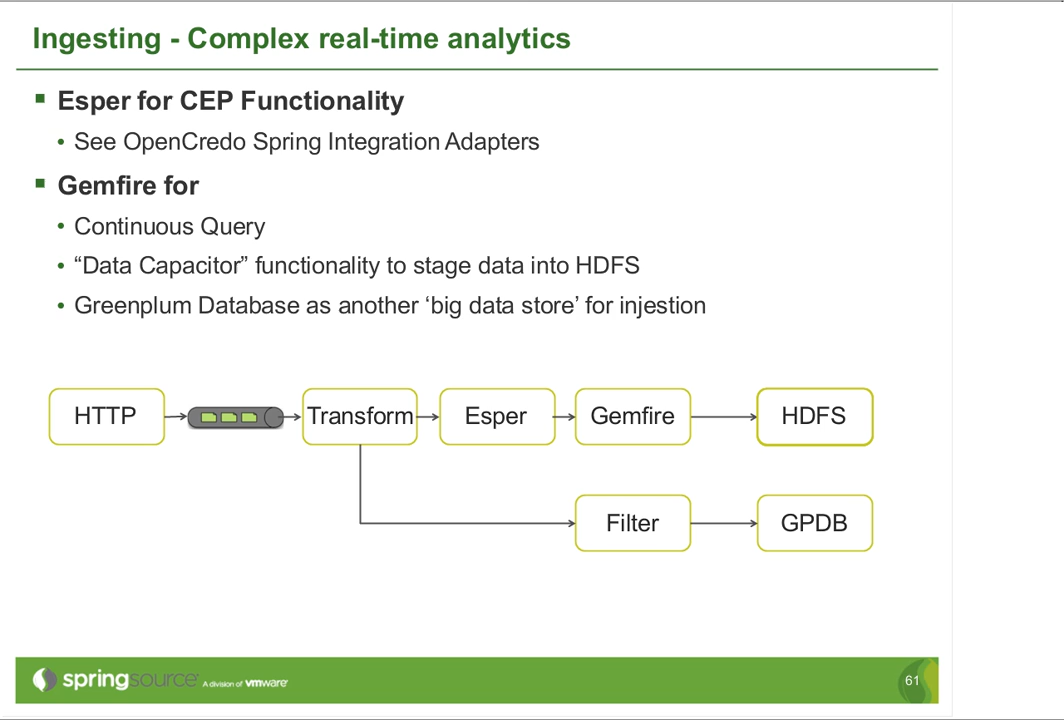 Ingesting - Complex real-time analytics
Esper for CEP Functionality
• See OpenCredo Spring Integration Adapters
Gemfire for
• Continuous Query
• “Data Capacitor” functionality to stage data into HDFS
• Greenplum Database as another ‘big data store’ for injestion
HTTP
Transform
Esper
Gemfire
HDFS
Filter
GPDB
springsource A division of vmware
61